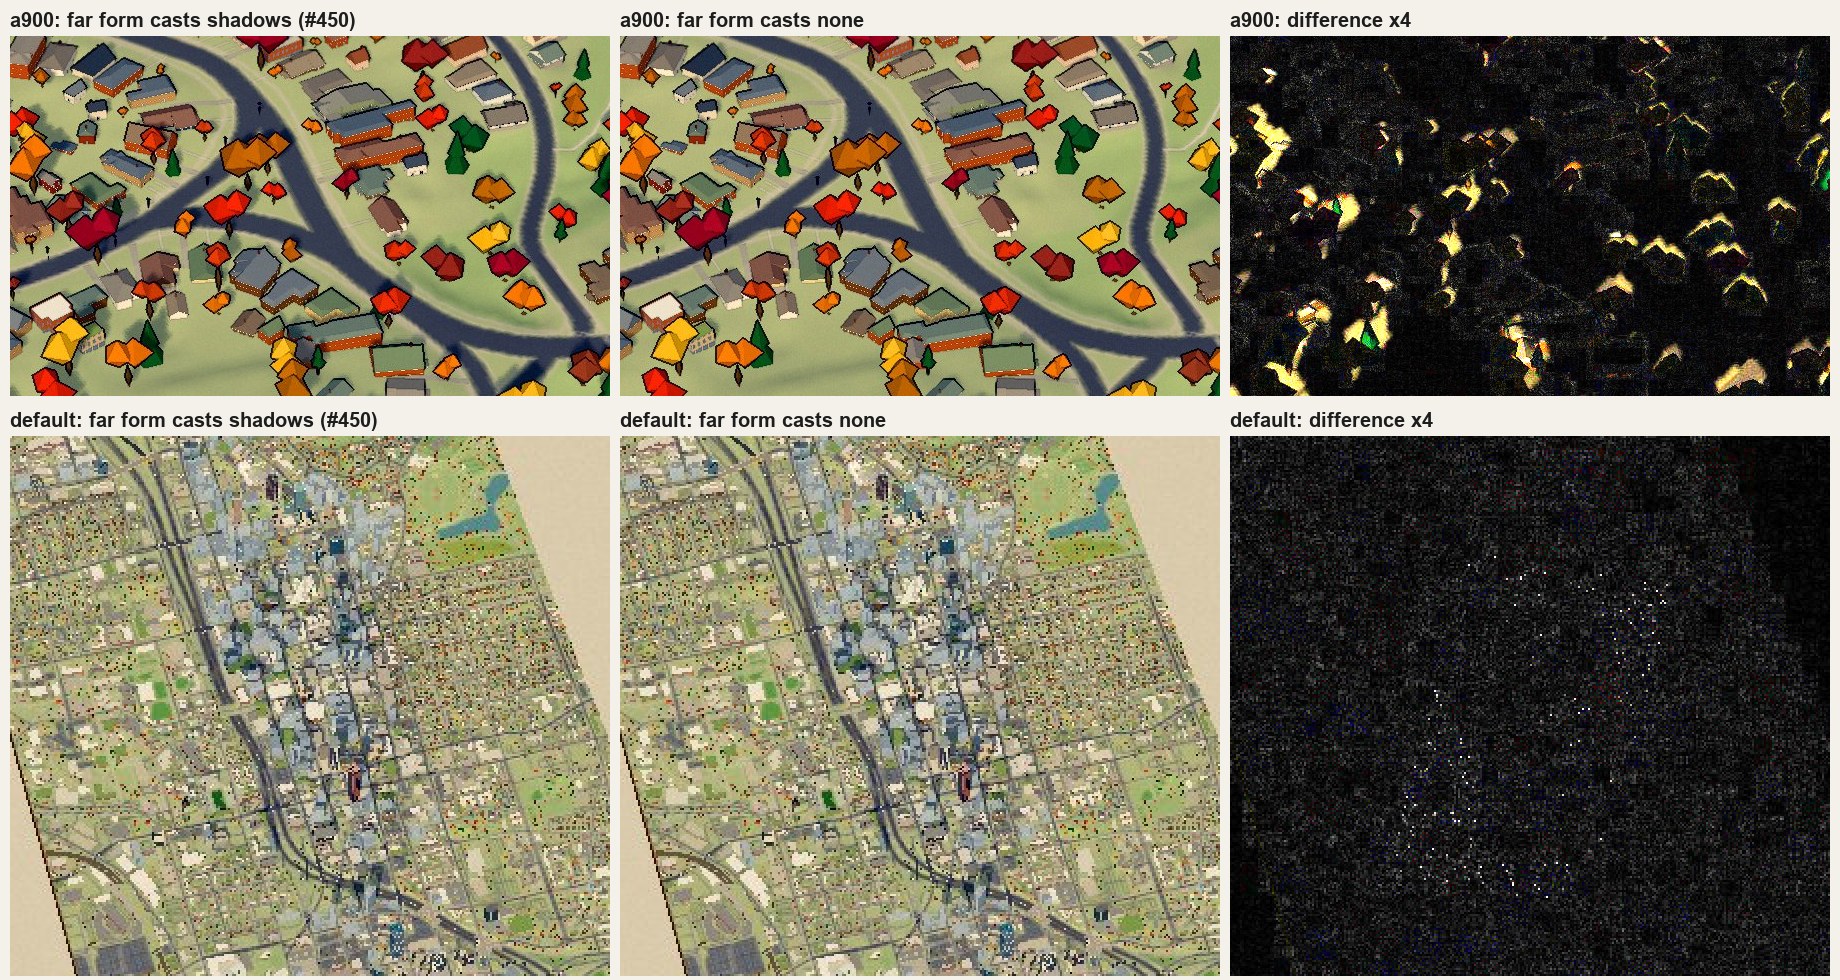 a900: far form casts shadows (#450)
a900: far form casts none
a900: difference x4
default: far form casts shadows (#450)
default: far form casts none
default: difference x4